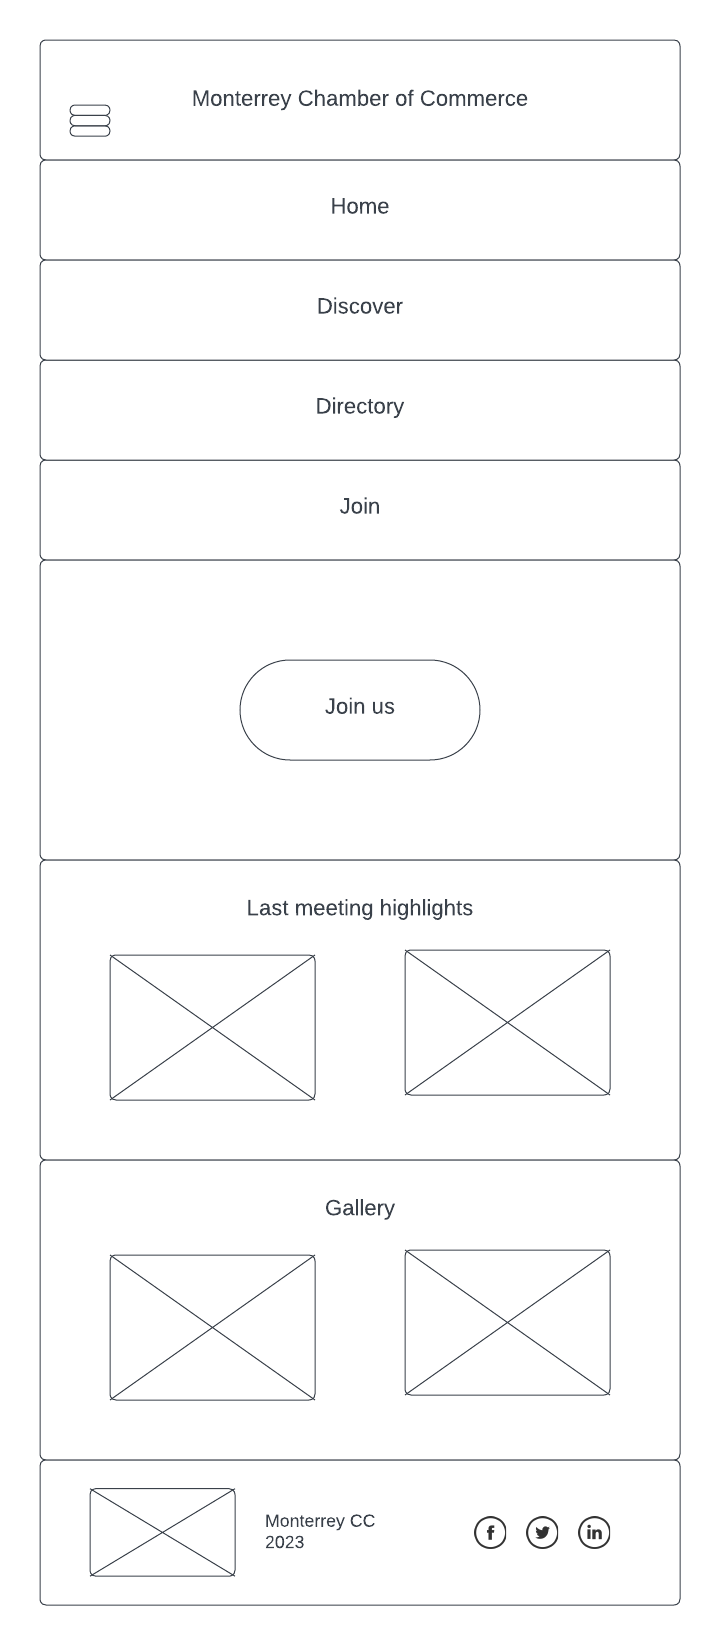 Monterrey Chamber of Commerce
Home
Discover
Directory
Join
Join us
Last meeting highlights
Gallery
Monterrey CC
2023